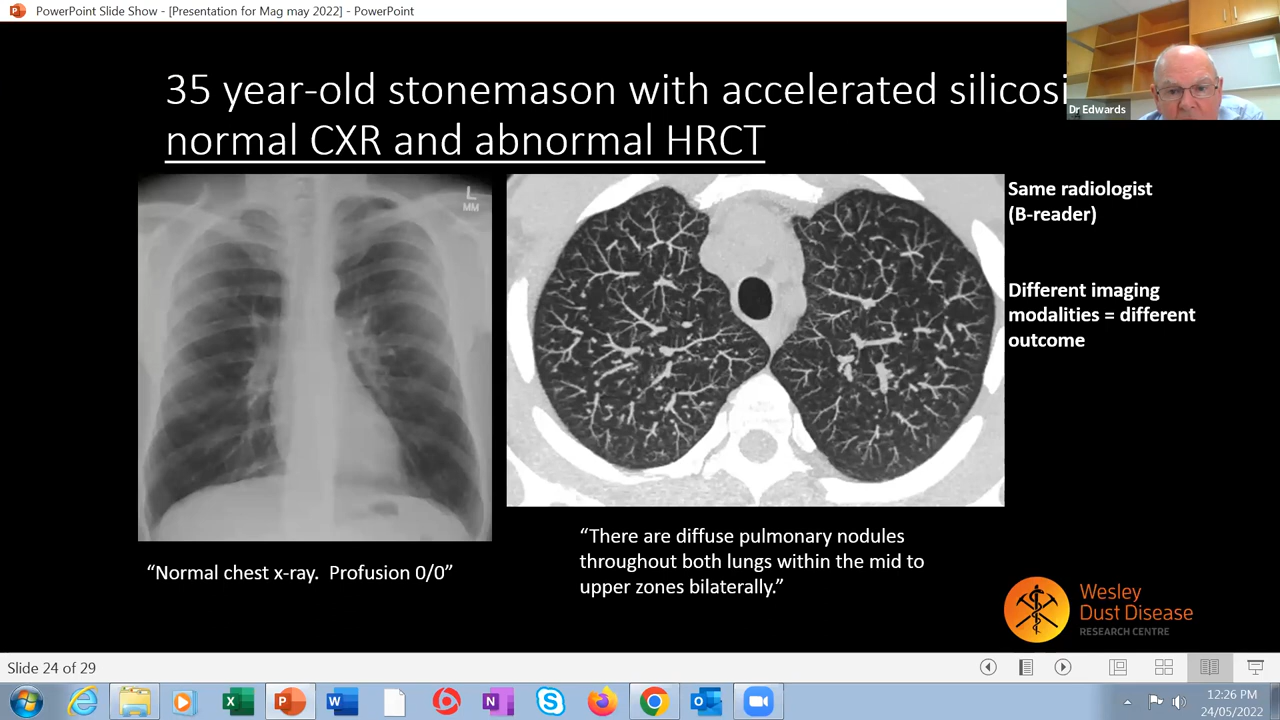 PowerPoint Slide Show - [Presentation for Mag may 2022] - PowerPoint
35 year-old stonemason with accelerated silicosi
normal CXR and abnormal HRCT
Dr Edwards
L
MM
Same radiologist
(B-reader)
Different imaging
modalities = different
outcome
“Normal chest x-ray. Profusion 0/0”
“There are diffuse pulmonary nodules
throughout both lungs within the mid to
upper zones bilaterally.”
Wesley
Dust Disease
RESEARCH CENTRE
Slide 24 of 29
12:26 PM
24/05/2022